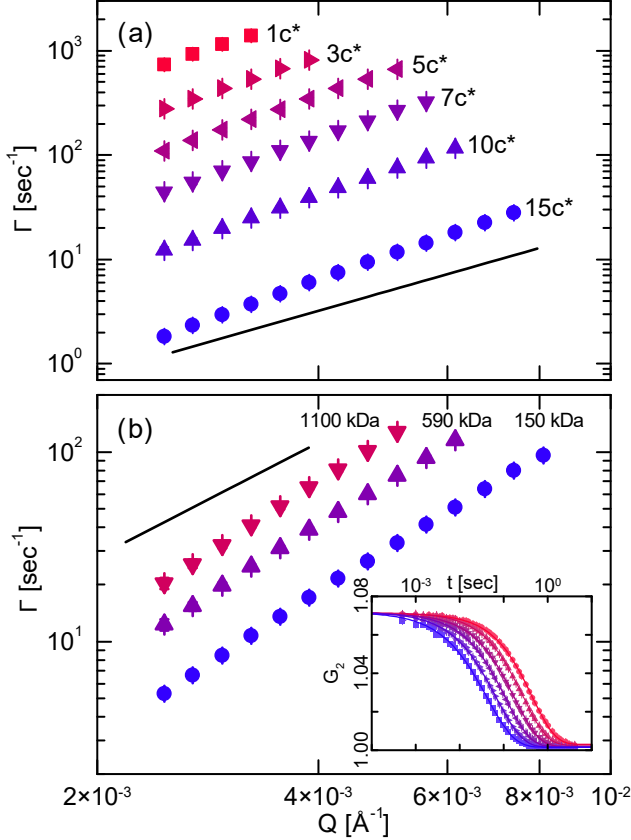 (a)
1c*
3c*
5c*
7c*
10c*
15c*
10³
10²
10¹
10⁰
Γ [sec⁻¹]
(b)
1100 kDa 590 kDa 150 kDa
10²
10¹
Γ [sec⁻¹]
t [sec]
10⁻³ 10⁰
1.08
1.04
1.00
G₂
2×10⁻³ 4×10⁻³ 6×10⁻³ 8×10⁻³ 10⁻²
Q [Å⁻¹]